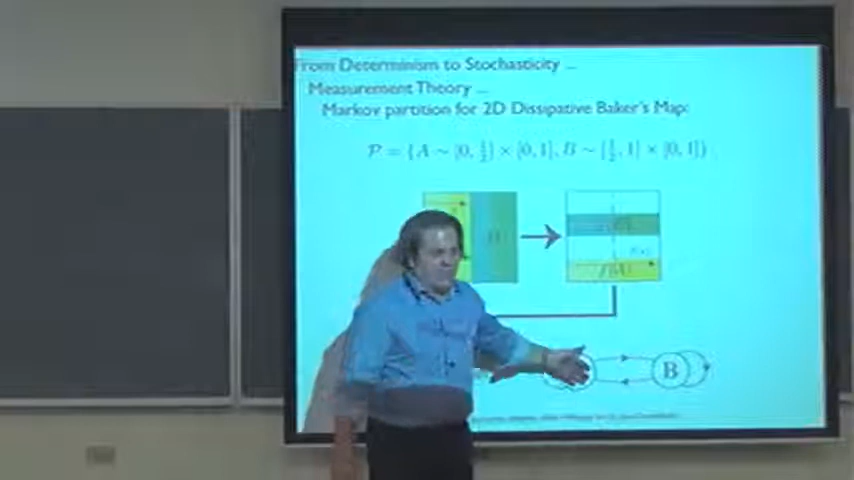 From Determinism to Stochasticity ...
Measurement Theory ...
Markov partition for 2D Dissipative Baker's Map:
𝒫 = {A ∼ [0, ½] × [0, 1], B ∼ [½, 1] × [0, 1]}
f(A)
B